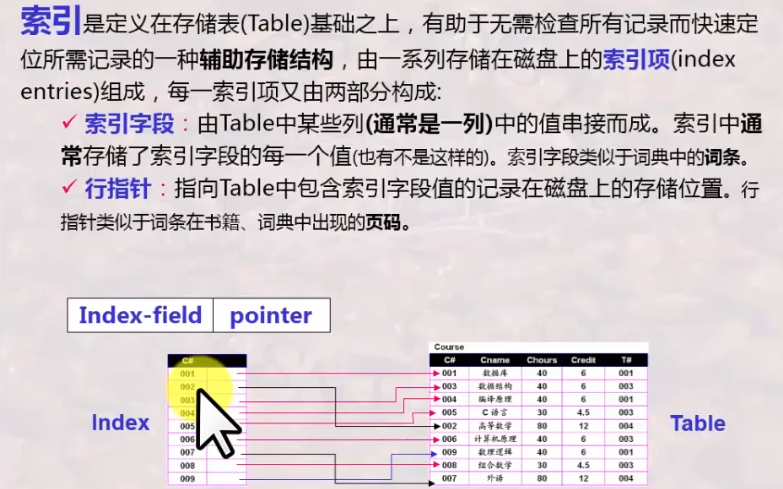 索引是定义在存储表(Table)基础之上，有助于无需检查所有记录而快速定
位所需记录的一种辅助存储结构，由一系列存储在磁盘上的索引项(index
entries)组成，每一索引项又由两部分构成:
✓ 索引字段：由Table中某些列(通常是一列)中的值串接而成。索引中通
常存储了索引字段的每一个值(也有不是这样的)。索引字段类似于词典中的词条。
✓ 行指针：指向Table中包含索引字段值的记录在磁盘上的存储位置。行
指针类似于词条在书籍、词典中出现的页码。
Index-field pointer
Index
C#
001
002
003
004
005
006
007
008
009
Course
C# Cname Chours Credit T#
001 数据库 40 6 001
003 数据结构 40 6 003
004 编译原理 40 6 001
005 C 语言 30 4.5 003
002 高等数学 80 12 004
006 计算机原理 40 6 003
009 数理逻辑 40 6 001
008 组合数学 30 4.5 003
007 外语 80 12 004
Table